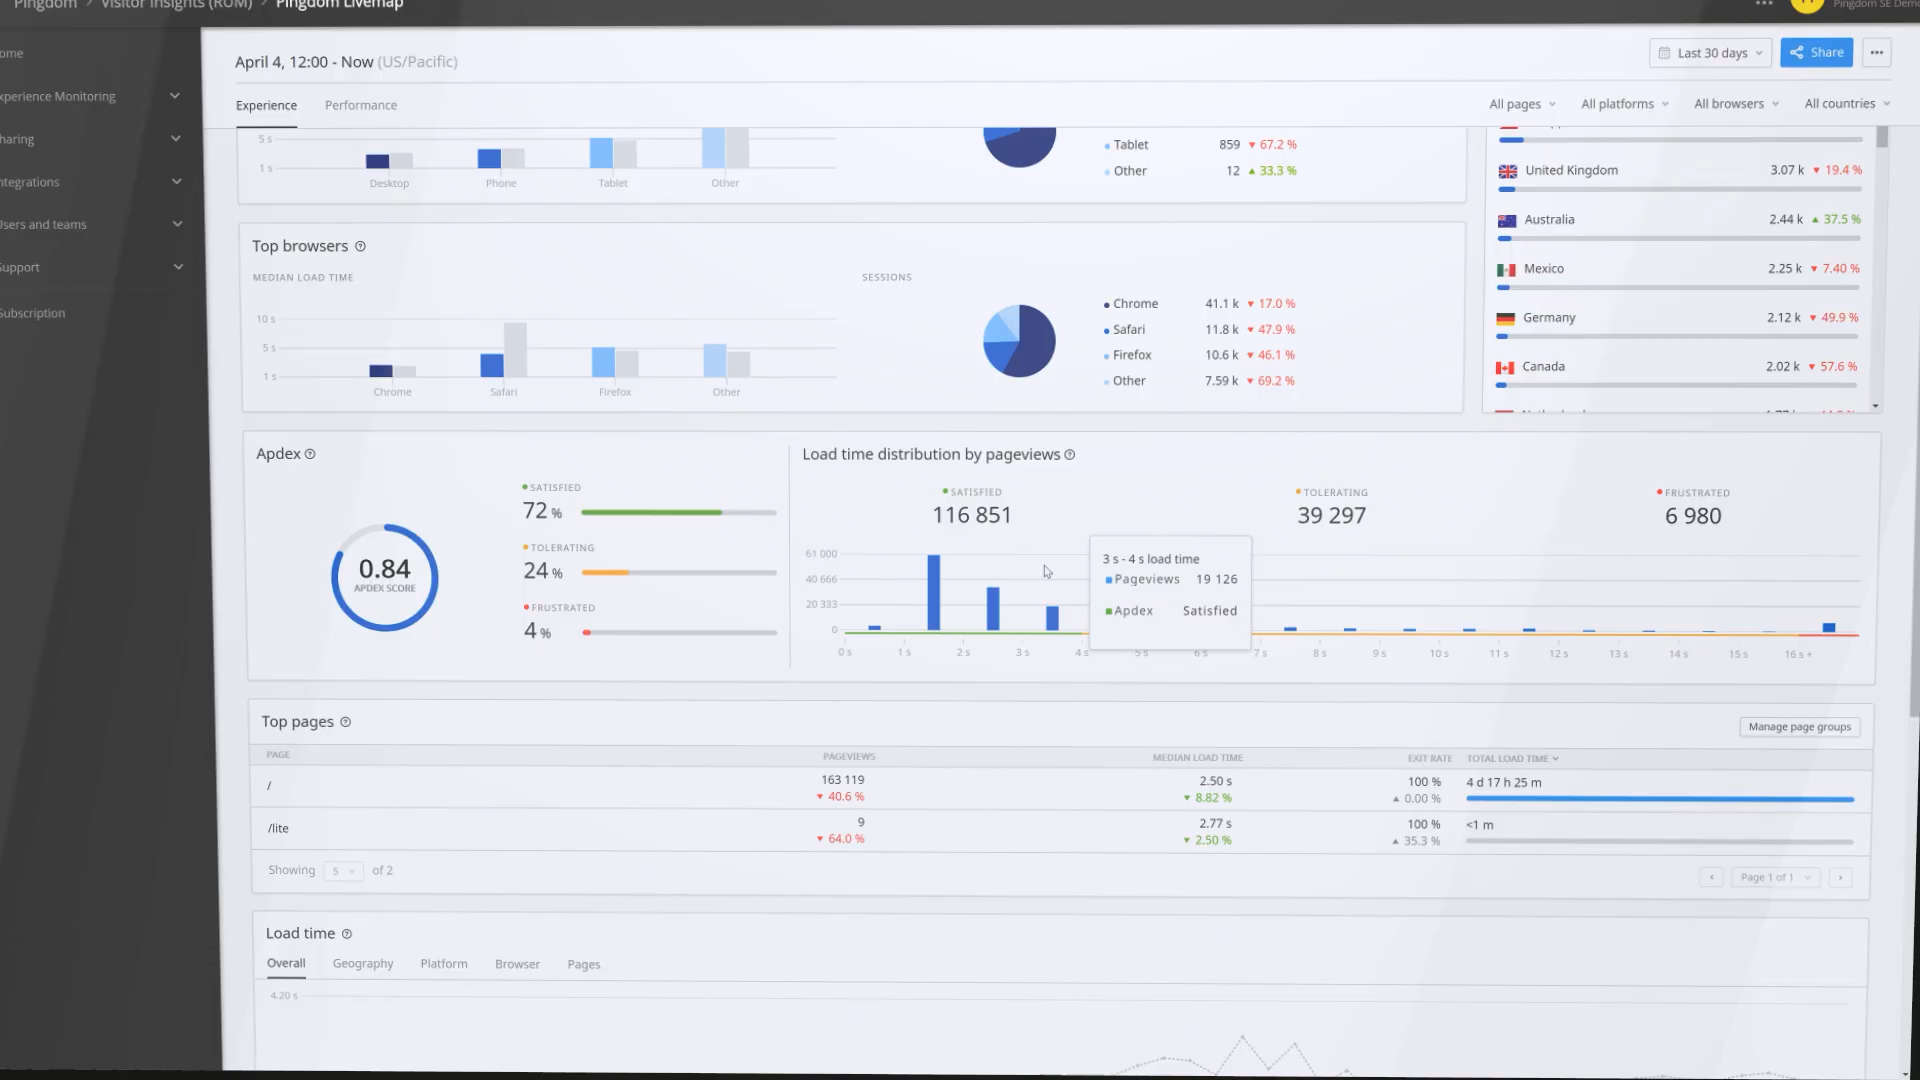 Pingdom > Visitor Insights (RUM) > Pingdom Livemap
Pingdom SE Demo
ome
xperience Monitoring
haring
ntegrations
Users and teams
Support
Subscription
April 4, 12:00 - Now (US/Pacific)
Last 30 days
Share
Experience
Performance
All pages
All platforms
All browsers
All countries
5 s
1 s
Desktop
Phone
Tablet
Other
Tablet 859 ▼ 67.2 %
Other 12 ▲ 33.3 %
United Kingdom 3.07 k ▼ 19.4 %
Australia 2.44 k ▲ 37.5 %
Mexico 2.25 k ▼ 7.40 %
Germany 2.12 k ▼ 49.9 %
Canada 2.02 k ▼ 57.6 %
Top browsers
MEDIAN LOAD TIME
10 s
5 s
1 s
Chrome
Safari
Firefox
Other
SESSIONS
Chrome 41.1 k ▼ 17.0 %
Safari 11.8 k ▼ 47.9 %
Firefox 10.6 k ▼ 46.1 %
Other 7.59 k ▼ 69.2 %
Apdex
0.84
APDEX SCORE
SATISFIED
72 %
TOLERATING
24 %
FRUSTRATED
4 %
Load time distribution by pageviews
SATISFIED
116 851
TOLERATING
39 297
FRUSTRATED
6 980
61 000
40 666
20 333
0
3 s - 4 s load time
Pageviews 19 126
Apdex Satisfied
0 s 1 s 2 s 3 s 4 s 5 s 6 s 7 s 8 s 9 s 10 s 11 s 12 s 13 s 14 s 15 s 16 s +
Top pages
Manage page groups
PAGE PAGEVIEWS MEDIAN LOAD TIME EXIT RATE TOTAL LOAD TIME
/ 163 119 2.50 s 100 % 4 d 17 h 25 m
▼ 40.6 % ▼ 8.82 % ▲ 0.00 %
/lite 9 2.77 s 100 % <1 m
▼ 64.0 % ▼ 2.50 % ▲ 35.3 %
Showing 5 of 2
Page 1 of 1
Load time
Overall
Geography
Platform
Browser
Pages
4.20 s